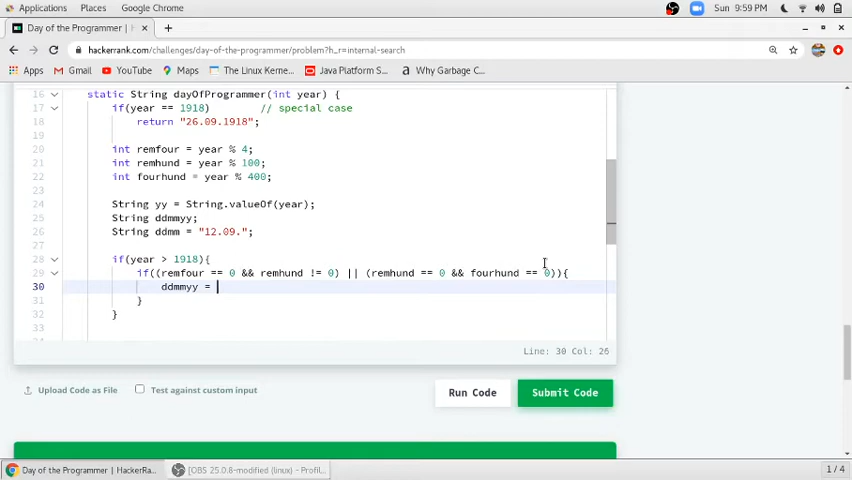 Applications Places Google Chrome Sun 9:59 PM
Day of the Programmer | HackerRa
hackerrank.com/challenges/day-of-the-programmer/problem?h_r=internal-search
Apps Gmail YouTube Maps The Linux Kerne... Java Platform S... Why Garbage C...
16 static String dayOfProgrammer(int year) {
17 if(year == 1918) // special case
18 return "26.09.1918";
19
20 int remfour = year % 4;
21 int remhund = year % 100;
22 int fourhund = year % 400;
23
24 String yy = String.valueOf(year);
25 String ddmmyy;
26 String ddmm = "12.09.";
27
28 if(year > 1918){
29 if((remfour == 0 && remhund != 0) || (remhund == 0 && fourhund == 0)){
30 ddmmyy =
31 }
32 }
33
Line: 30 Col: 26
Upload Code as File Test against custom input Run Code Submit Code
Day of the Programmer | HackerRa... [OBS 25.0.8-modified (linux) - Profil... 1 / 4